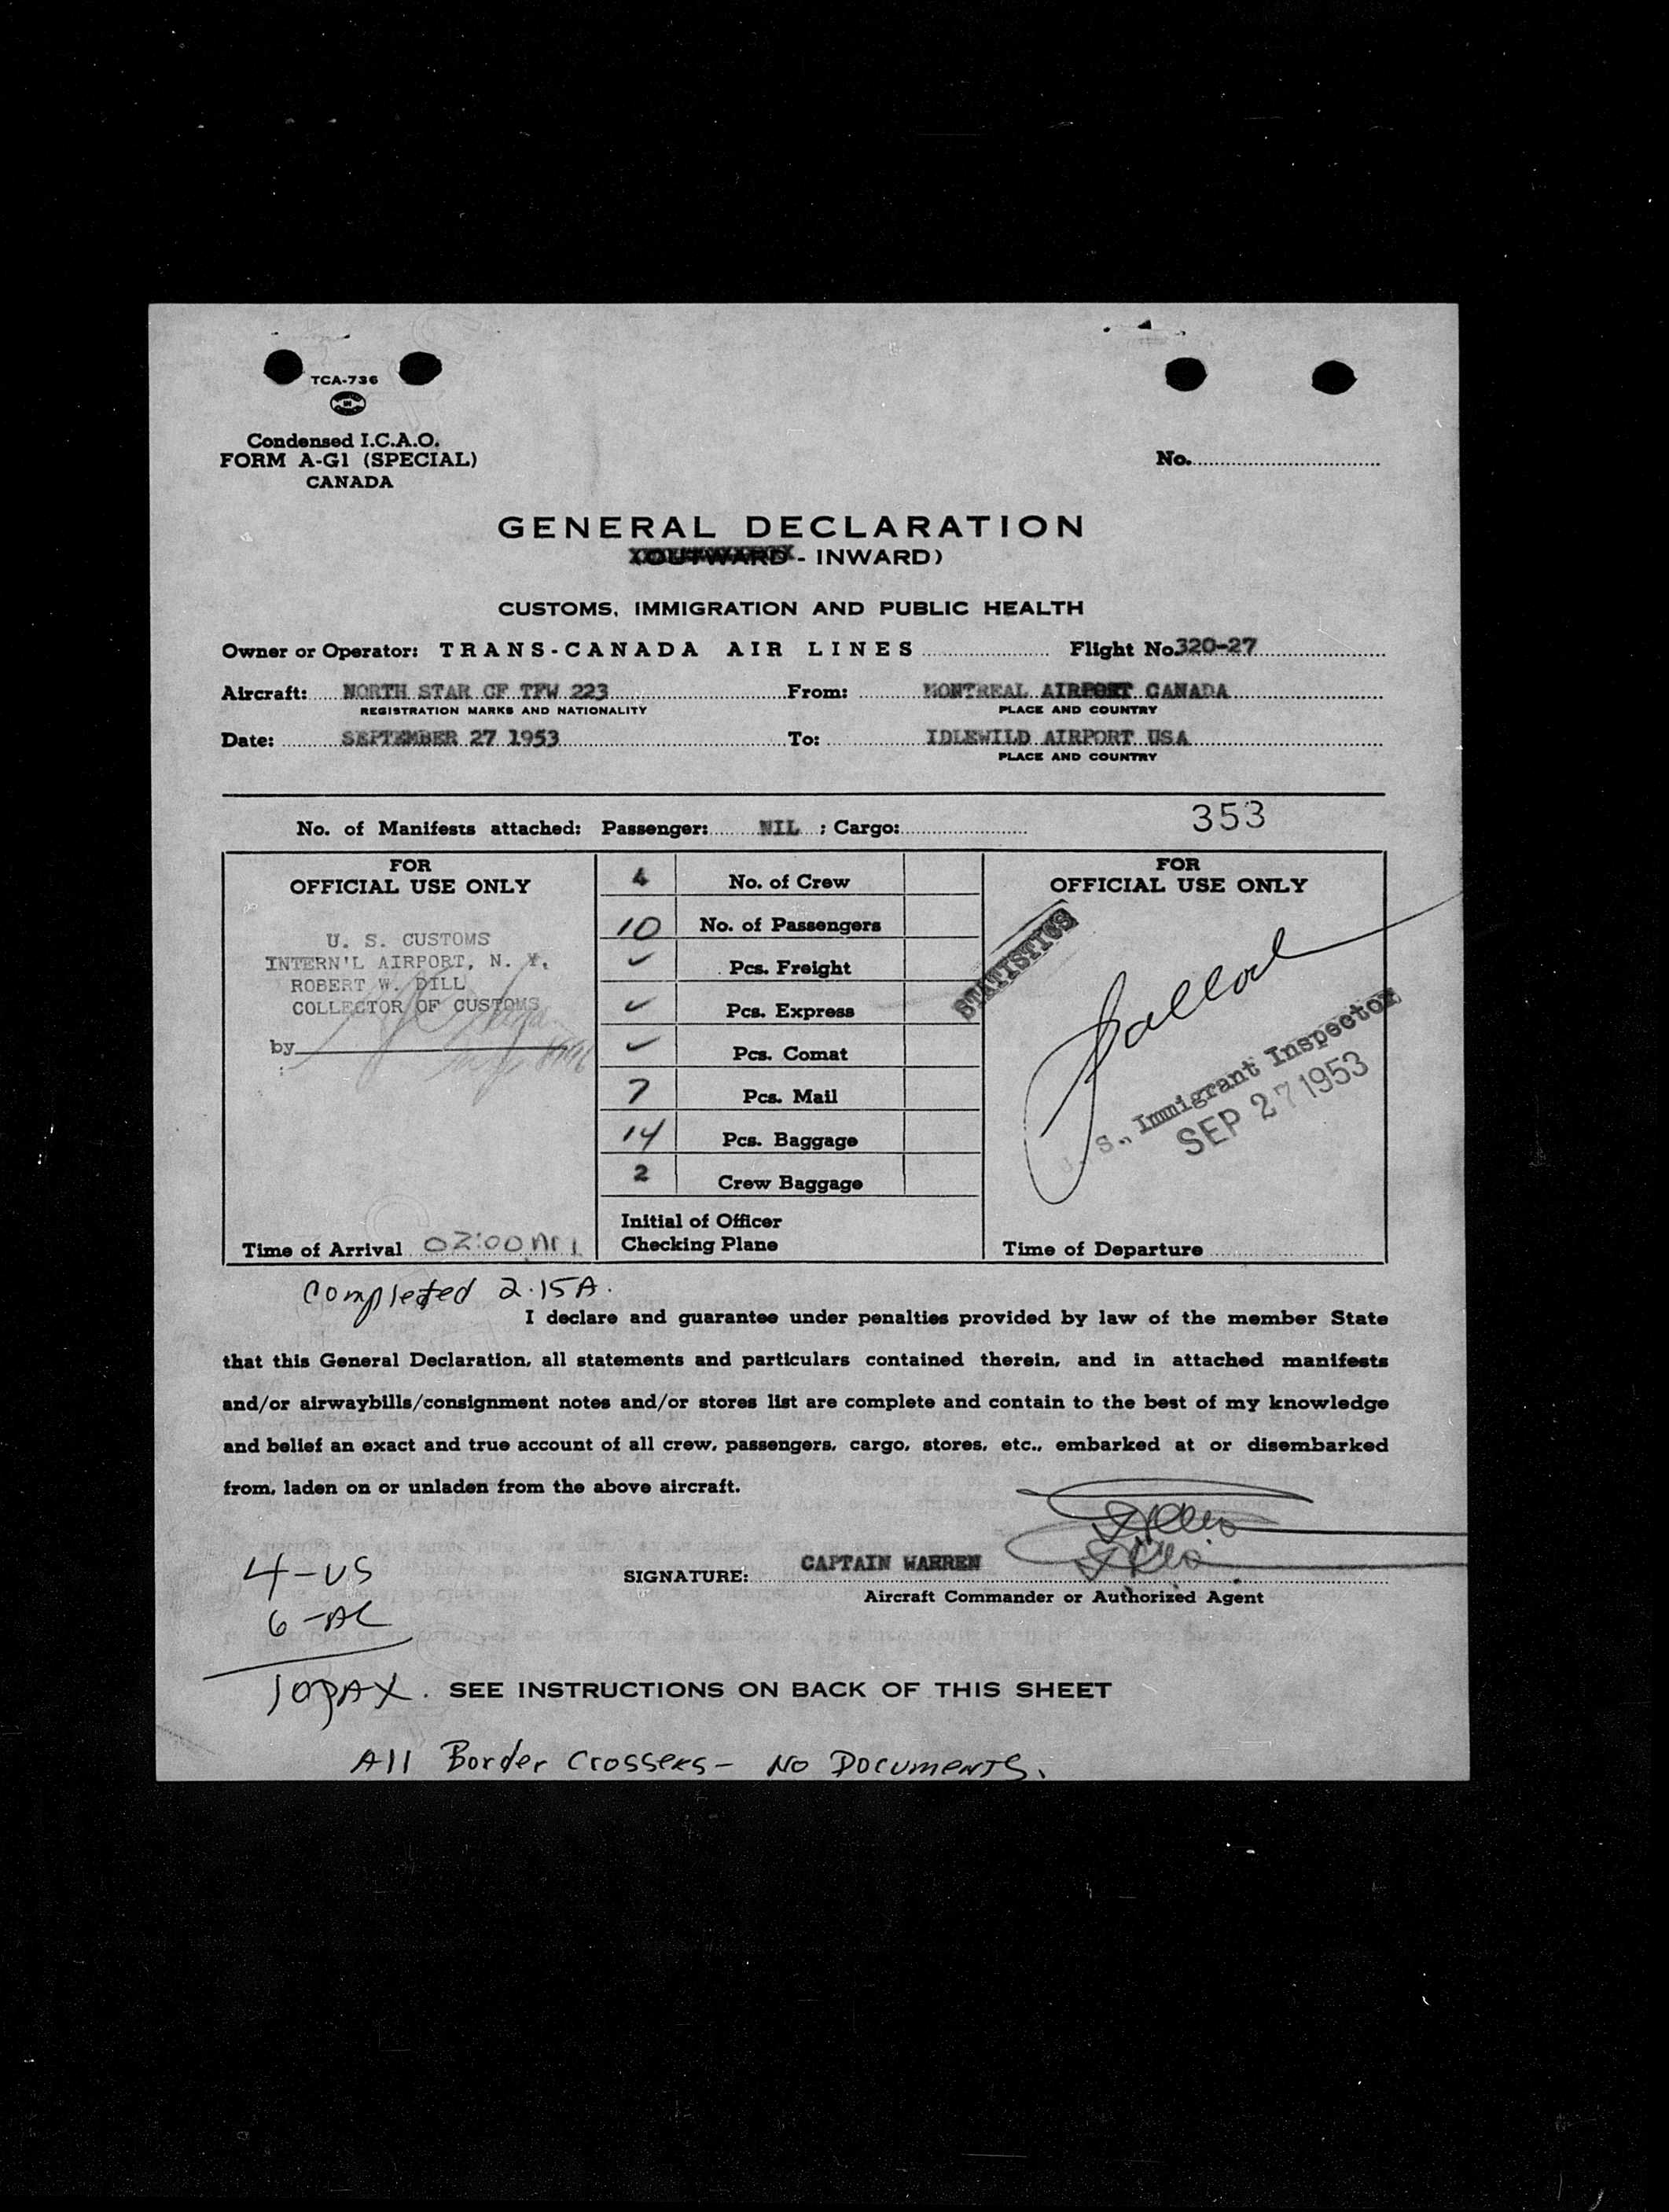 TCA-736
Condensed I.C.A.O.
FORM A-G1 (SPECIAL)
CANADA
No.
GENERAL DECLARATION
(OUTWARD - INWARD)
CUSTOMS, IMMIGRATION AND PUBLIC HEALTH
Owner or Operator: TRANS-CANADA AIR LINES Flight No. 320-27
Aircraft: NORTH STAR CF TFW 223 From: MONTREAL AIRPORT CANADA
REGISTRATION MARKS AND NATIONALITY PLACE AND COUNTRY
Date: SEPTEMBER 27 1953 To: IDLEWILD AIRPORT USA
PLACE AND COUNTRY
No. of Manifests attached: Passenger: NIL ; Cargo: 353
FOR
OFFICIAL USE ONLY
U. S. CUSTOMS
INTERN'L AIRPORT, N. Y.
ROBERT W. DILL
COLLECTOR OF CUSTOMS
by
Time of Arrival 02:00 AM
4 No. of Crew
10 No. of Passengers
✓ Pcs. Freight
✓ Pcs. Express
✓ Pcs. Comat
7 Pcs. Mail
14 Pcs. Baggage
2 Crew Baggage
Initial of Officer
Checking Plane
FOR
OFFICIAL USE ONLY
STATISTICS
S., Immigrant Inspector
SEP 27 1953
Time of Departure
Completed 2.15A.
I declare and guarantee under penalties provided by law of the member State
that this General Declaration, all statements and particulars contained therein, and in attached manifests
and/or airwaybills/consignment notes and/or stores list are complete and contain to the best of my knowledge
and belief an exact and true account of all crew, passengers, cargo, stores, etc., embarked at or disembarked
from, laden on or unladen from the above aircraft.
4-US
6-AL
10PAX.
SIGNATURE: CAPTAIN WARREN
Aircraft Commander or Authorized Agent
SEE INSTRUCTIONS ON BACK OF THIS SHEET
All Border Crossers - No Documents.